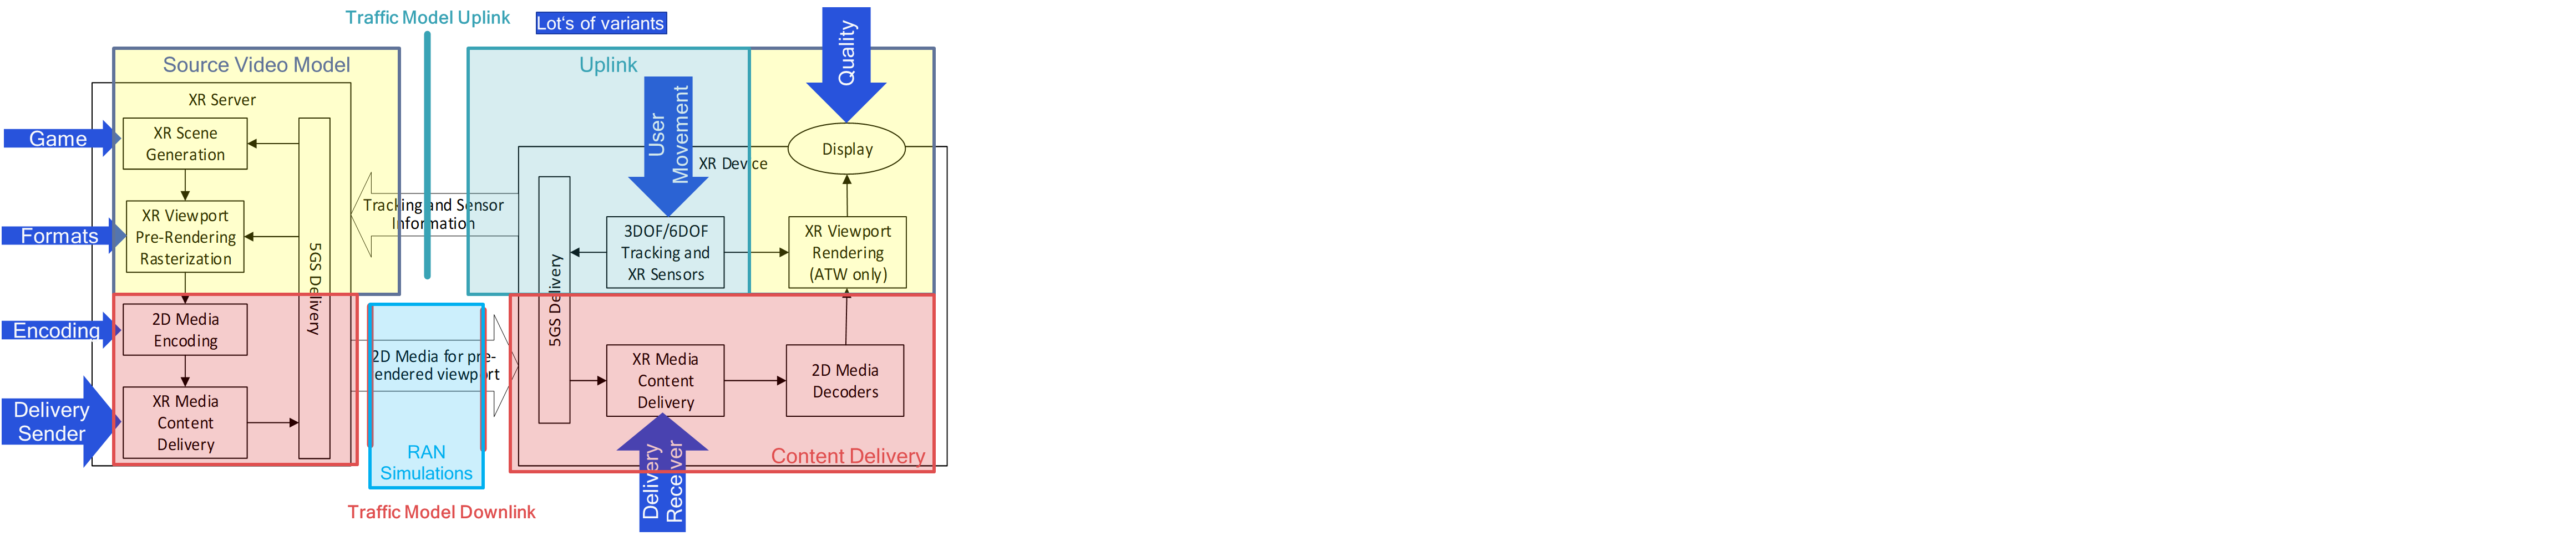 Traffic Model Uplink
Lot's of variants
Quality
Source Video Model
Uplink
XR Server
User
Movement
Game
XR Scene
Generation
Display
XR Device
Tracking and Sensor
Information
Formats
XR Viewport
Pre-Rendering
Rasterization
5GS Delivery
5GS Delivery
3DOF/6DOF
Tracking and
XR Sensors
XR Viewport
Rendering
(ATW only)
Encoding
2D Media
Encoding
2D Media for pre-
endered viewport
XR Media
Content
Delivery
2D Media
Decoders
Delivery
Sender
XR Media
Content
Delivery
RAN
Simulations
Content Delivery
Delivery
Receiver
Traffic Model Downlink